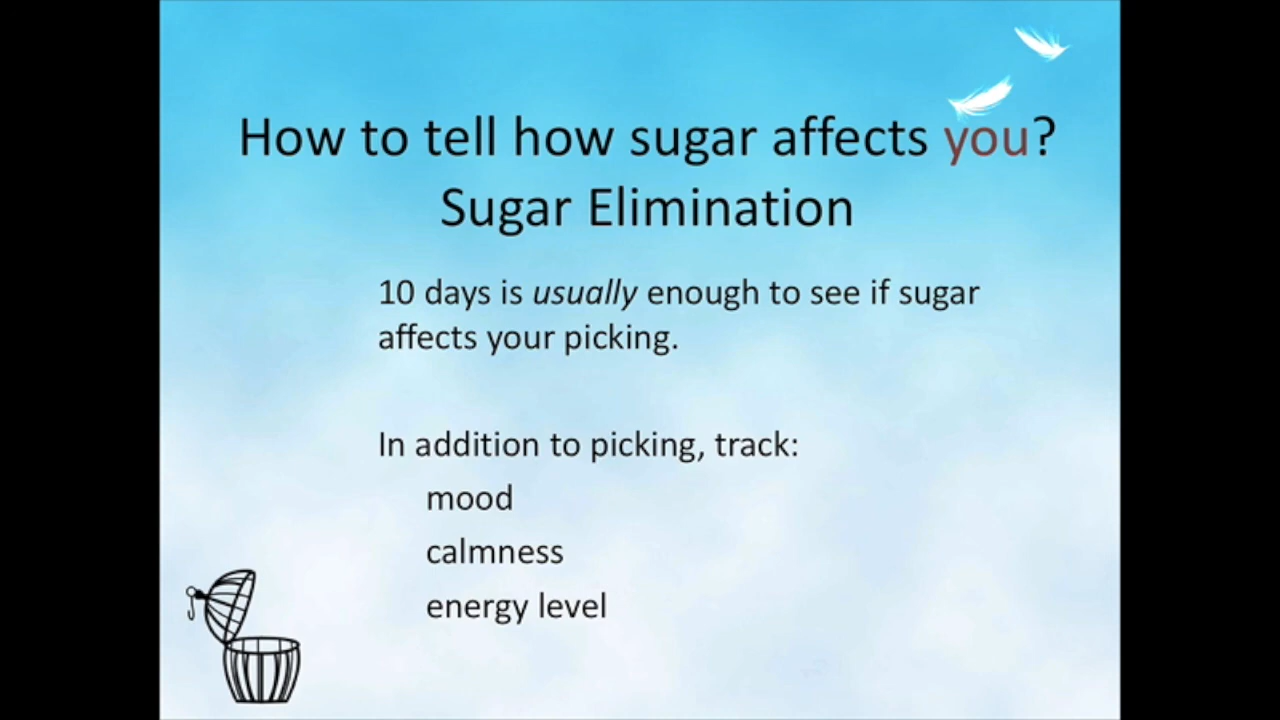 How to tell how sugar affects you?
Sugar Elimination
10 days is usually enough to see if sugar
affects your picking.
In addition to picking, track:
mood
calmness
energy level